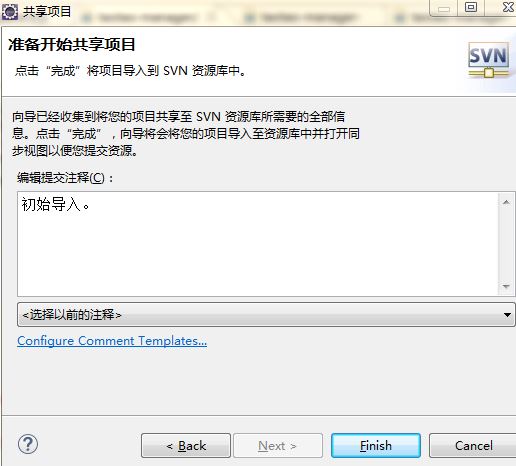 共享项目
准备开始共享项目
点击“完成”将项目导入到 SVN 资源库中。
SVN
向导已经收集到将您的项目共享至 SVN 资源库所需要的全部信
息。点击“完成”，向导将会将您的项目导入至资源库中并打开同
步视图以便您提交资源。
编辑提交注释(C)：
初始导入。
<选择以前的注释>
Configure Comment Templates...
< Back
Next >
Finish
Cancel